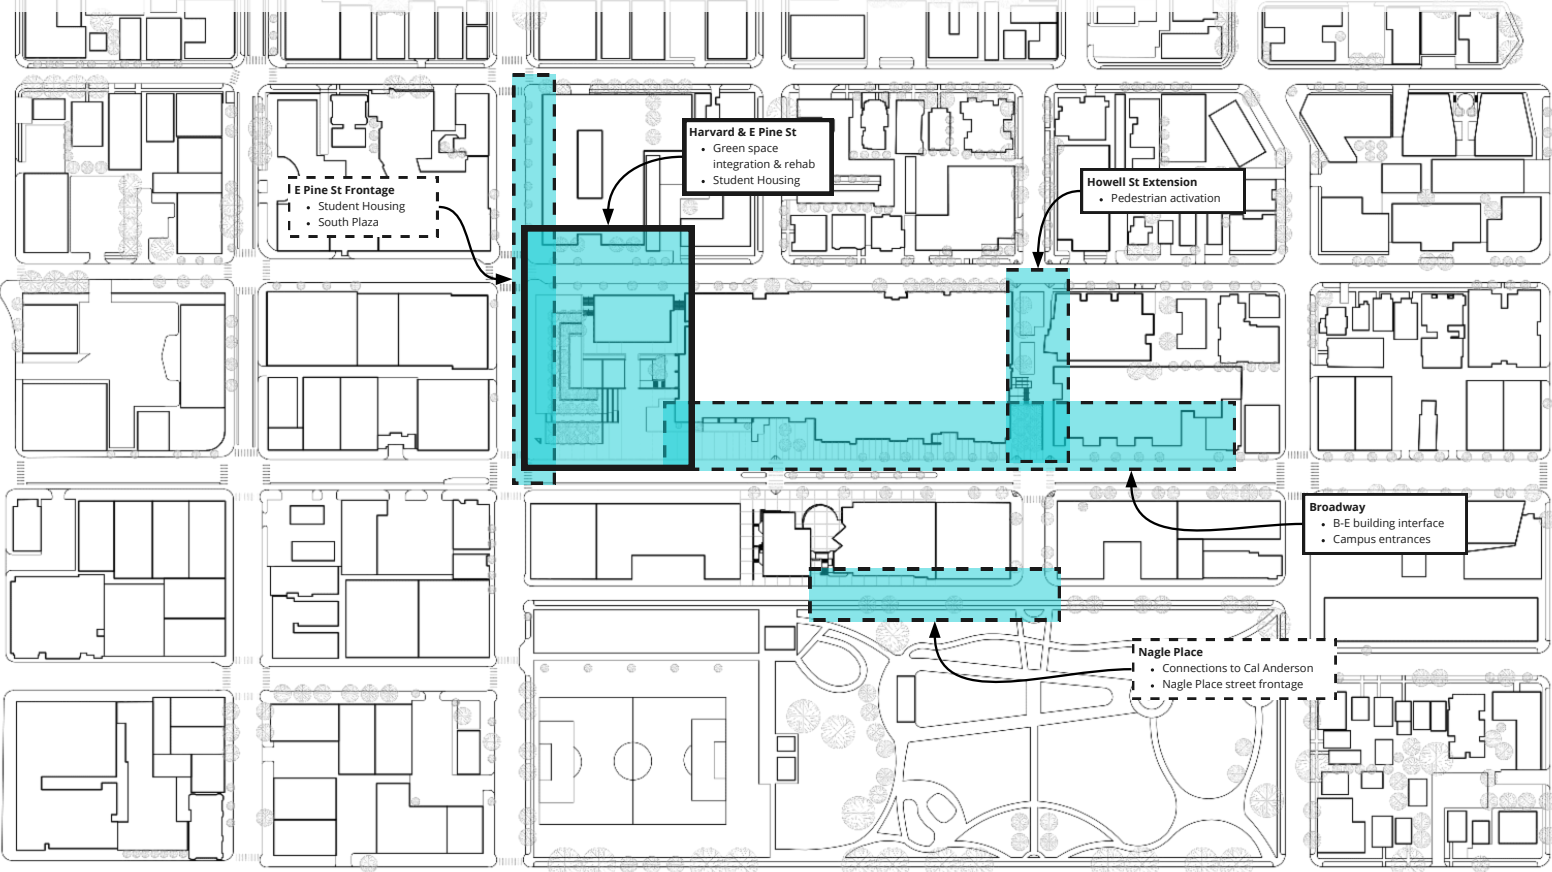 Harvard & E Pine St
• Green space
integration & rehab
• Student Housing
E Pine St Frontage
• Student Housing
• South Plaza
Howell St Extension
• Pedestrian activation
Broadway
• B-E building interface
• Campus entrances
Nagle Place
• Connections to Cal Anderson
• Nagle Place street frontage